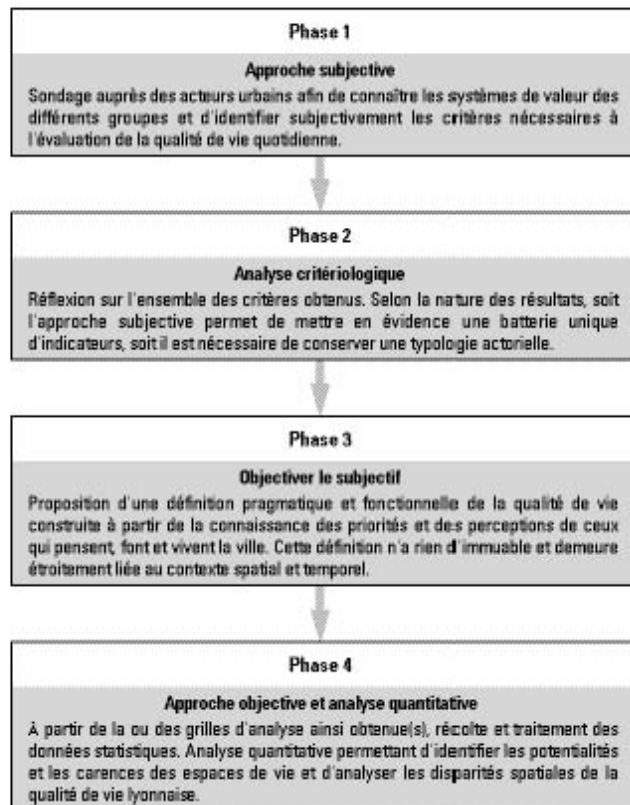 Phase 1
Approche subjective
Sondage auprès des acteurs urbains afin de connaître les systèmes de valeur des
différents groupes et d'identifier subjectivement les critères nécessaires à
l'évaluation de la qualité de vie quotidienne.
Phase 2
Analyse critériologique
Réflexion sur l'ensemble des critères obtenus. Selon la nature des résultats, soit
l'approche subjective permet de mettre en évidence une batterie unique
d'indicateurs, soit il est nécessaire de conserver une typologie actorielle.
Phase 3
Objectiver le subjectif
Proposition d'une définition pragmatique et fonctionnelle de la qualité de vie
construite à partir de la connaissance des priorités et des perceptions de ceux
qui pensent, font et vivent la ville. Cette définition n'a rien d'immuable et demeure
étroitement liée au contexte spatial et temporel.
Phase 4
Approche objective et analyse quantitative
À partir de la ou des grilles d'analyse ainsi obtenue(s), récolte et traitement des
données statistiques. Analyse quantitative permettant d'identifier les potentialités
et les carences des espaces de vie et d'analyser les disparités spatiales de la
qualité de vie lyonnaise.